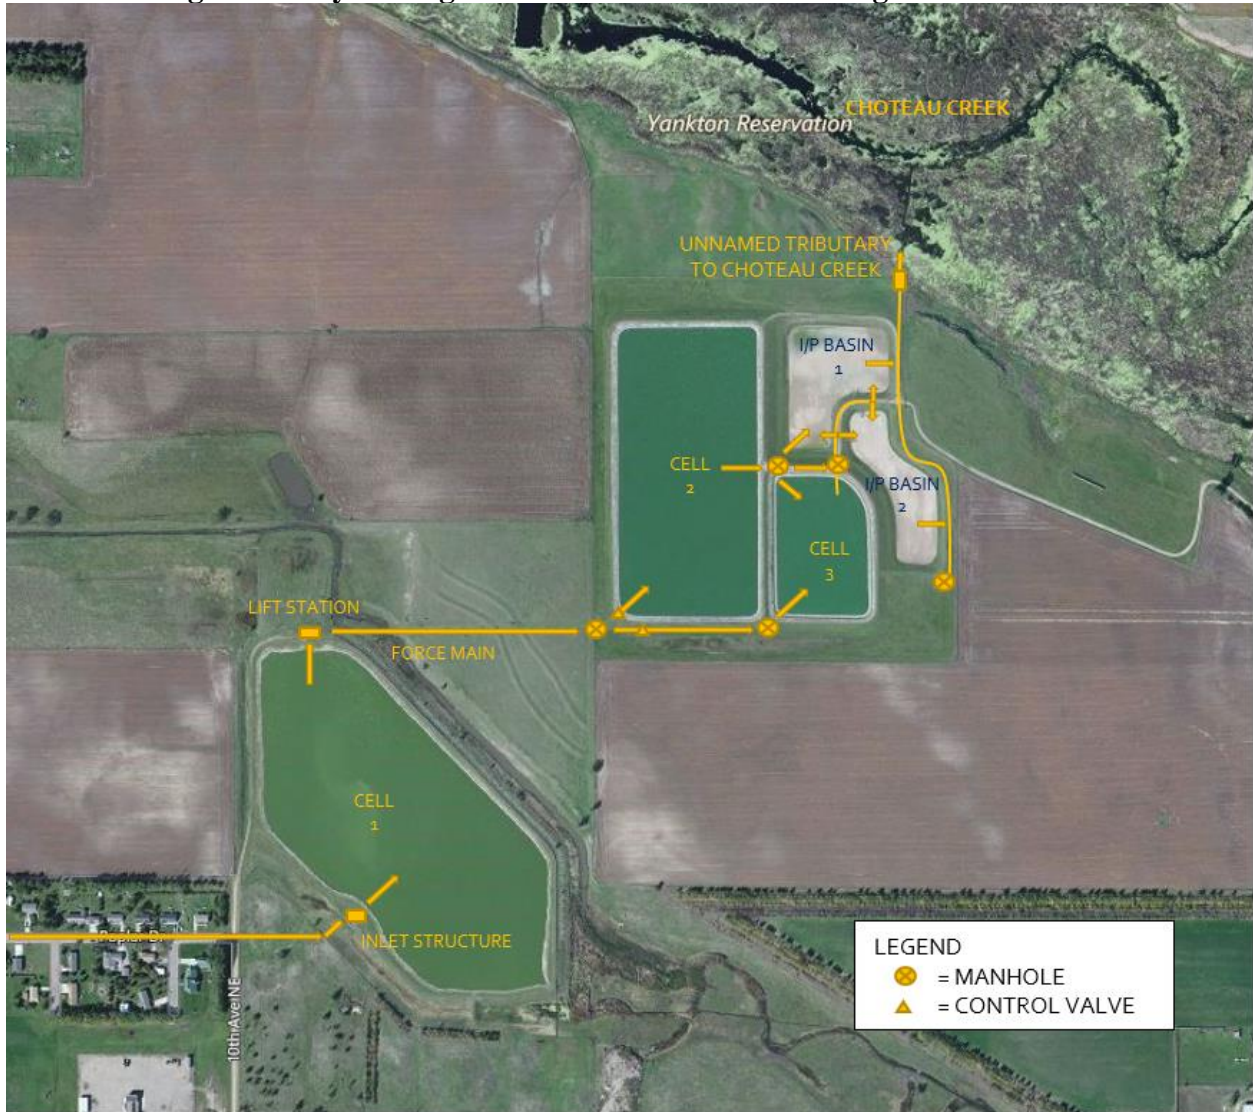 CHOTEAU CREEK
Yankton Reservation
UNNAMED TRIBUTARY
TO CHOTEAU CREEK
I/P BASIN
1
CELL
2
I/P BASIN
2
CELL
3
LIFT STATION
FORCE MAIN
CELL
1
INLET STRUCTURE
10th Ave NE
LEGEND
= MANHOLE
= CONTROL VALVE